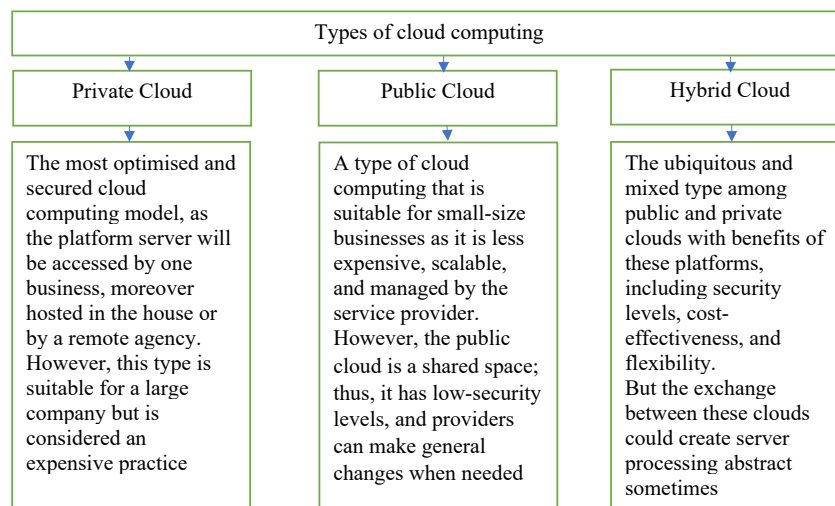 Types of cloud computing
Private Cloud
Public Cloud
Hybrid Cloud
The most optimised and
secured cloud
computing model, as
the platform server will
be accessed by one
business, moreover
hosted in the house or
by a remote agency.
However, this type is
suitable for a large
company but is
considered an
expensive practice
A type of cloud
computing that is
suitable for small-size
businesses as it is less
expensive, scalable,
and managed by the
service provider.
However, the public
cloud is a shared space;
thus, it has low-security
levels, and providers
can make general
changes when needed
The ubiquitous and
mixed type among
public and private
clouds with benefits of
these platforms,
including security
levels, cost-
effectiveness, and
flexibility.
But the exchange
between these clouds
could create server
processing abstract
sometimes